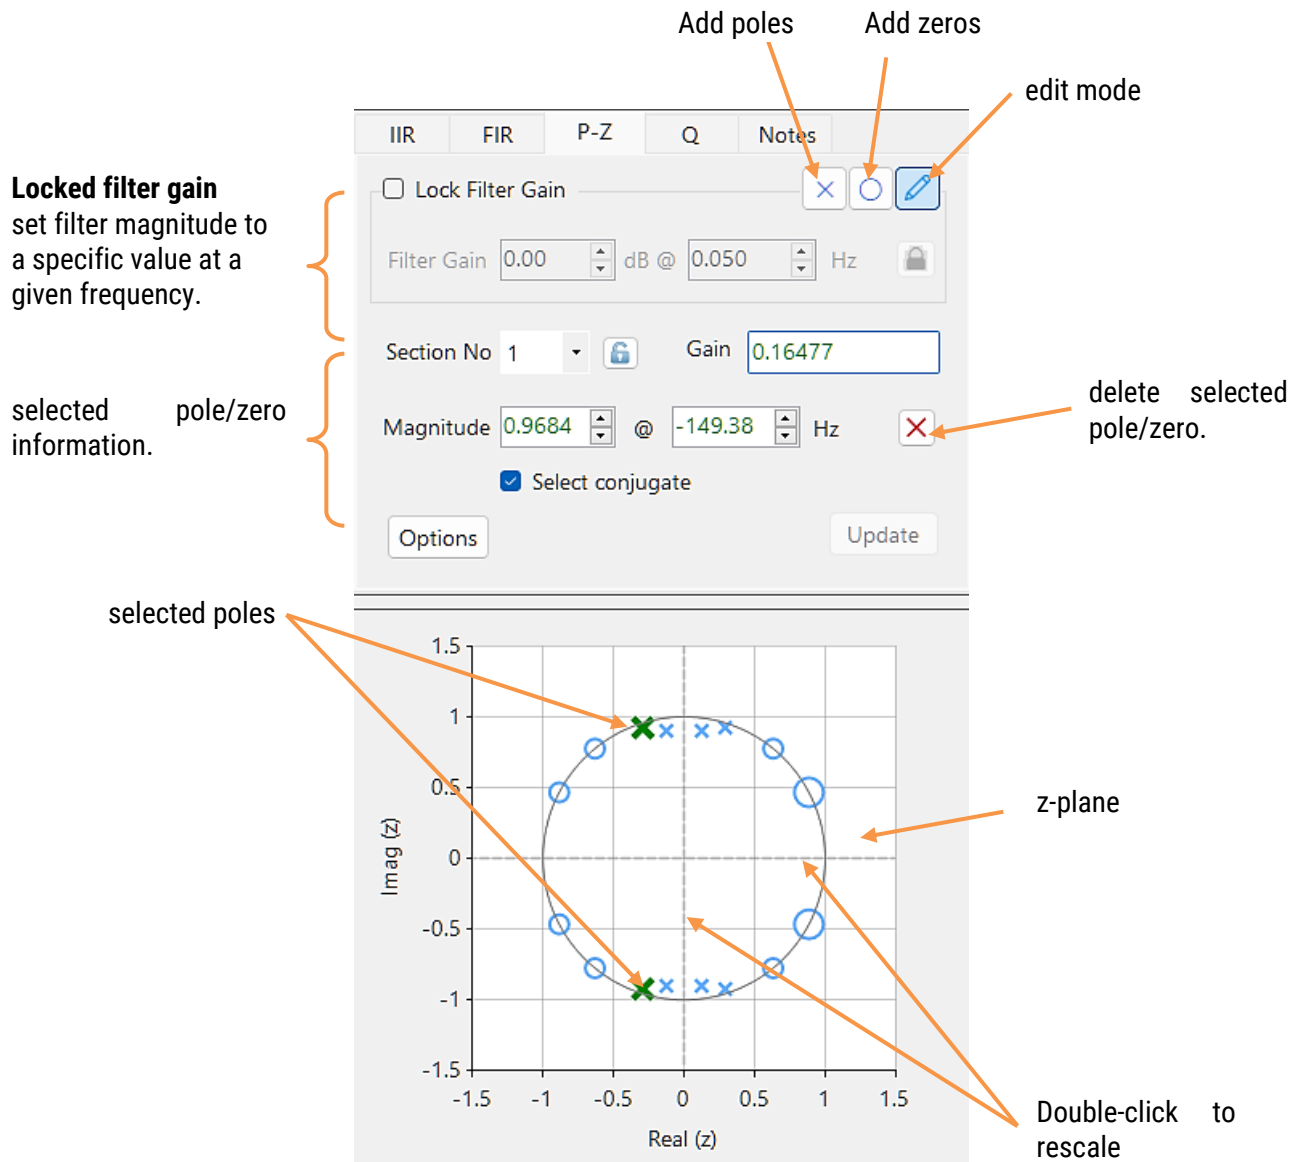 Add poles
Add zeros
edit mode
IIR
FIR
P-Z
Q
Notes
Locked filter gain
set filter magnitude to
a specific value at a
given frequency.
Lock Filter Gain
Filter Gain 0.00 dB @ 0.050 Hz
Section No 1 Gain 0.16477
selected pole/zero
information.
Magnitude 0.9684 @ -149.38 Hz
delete selected
pole/zero.
Select conjugate
Options
Update
selected poles
1.5
1
0.5
0
-0.5
-1
-1.5
Imag (z)
z-plane
-1.5 -1 -0.5 0 0.5 1 1.5
Real (z)
Double-click to
rescale